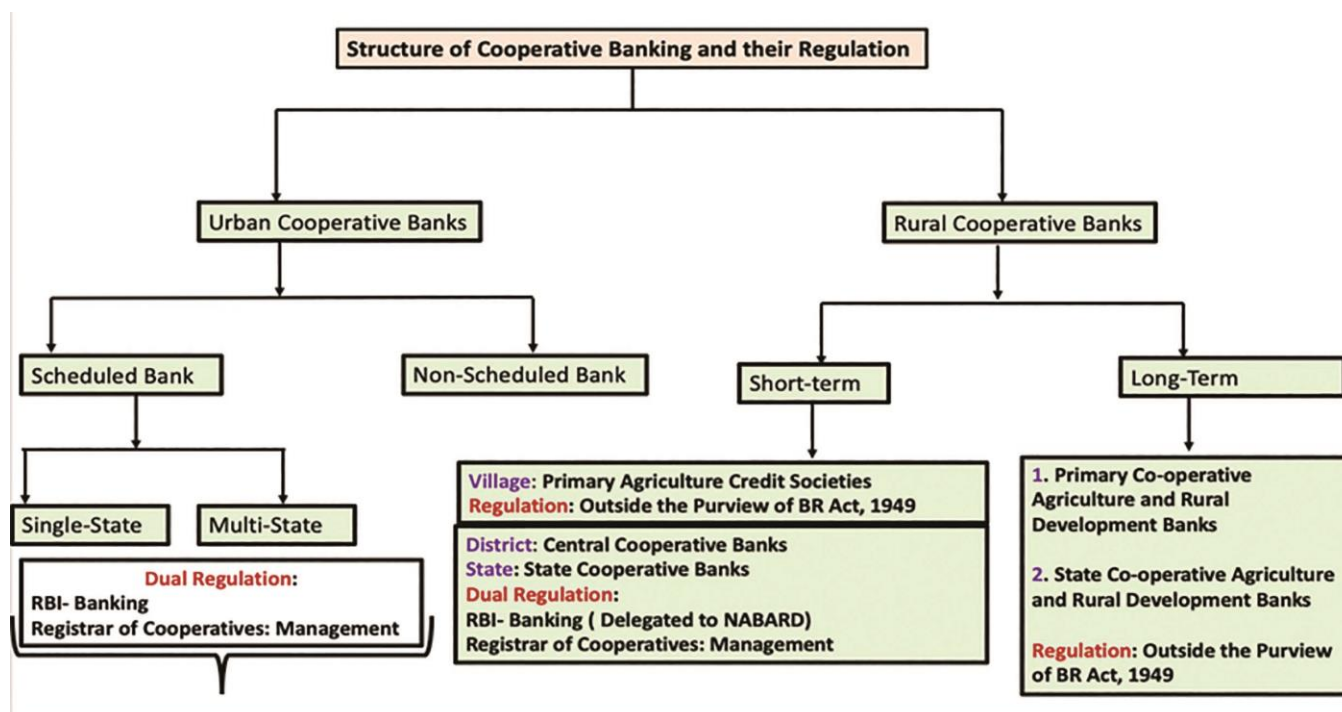 Structure of Cooperative Banking and their Regulation
Urban Cooperative Banks
Rural Cooperative Banks
Scheduled Bank
Non-Scheduled Bank
Short-term
Long-Term
Single-State
Multi-State
Dual Regulation:
RBI- Banking
Registrar of Cooperatives: Management
Village: Primary Agriculture Credit Societies
Regulation: Outside the Purview of BR Act, 1949
District: Central Cooperative Banks
State: State Cooperative Banks
Dual Regulation:
RBI- Banking ( Delegated to NABARD)
Registrar of Cooperatives: Management
1. Primary Co-operative
Agriculture and Rural
Development Banks
2. State Co-operative Agriculture
and Rural Development Banks
Regulation: Outside the Purview
of BR Act, 1949